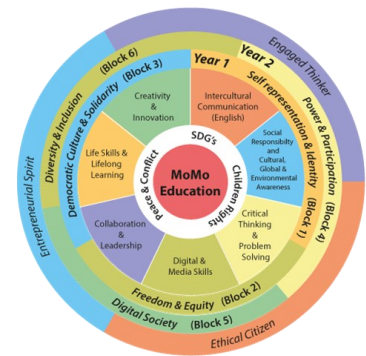 MoMo
Education
SDG's
Children Rights
Peace & Conflict
Intercultural
Communication
(English)
Social
Responsibilty
and
Cultural,
Global &
Environmental
Awareness
Critical
Thinking
&
Problem
Solving
Digital &
Media Skills
Collaboration
&
Leadership
Life Skills &
Lifelong
Learning
Creativity
&
Innovation
Year 1
Self representation & Identity (Block 1)
Freedom & Equity (Block 2)
Democratic Culture & Solidarity (Block 3)
Year 2
Power & Participation (Block 4)
Digital Society (Block 5)
Diversity & Inclusion (Block 6)
Engaged Thinker
Ethical Citizen
Entrepreneurial Spirit